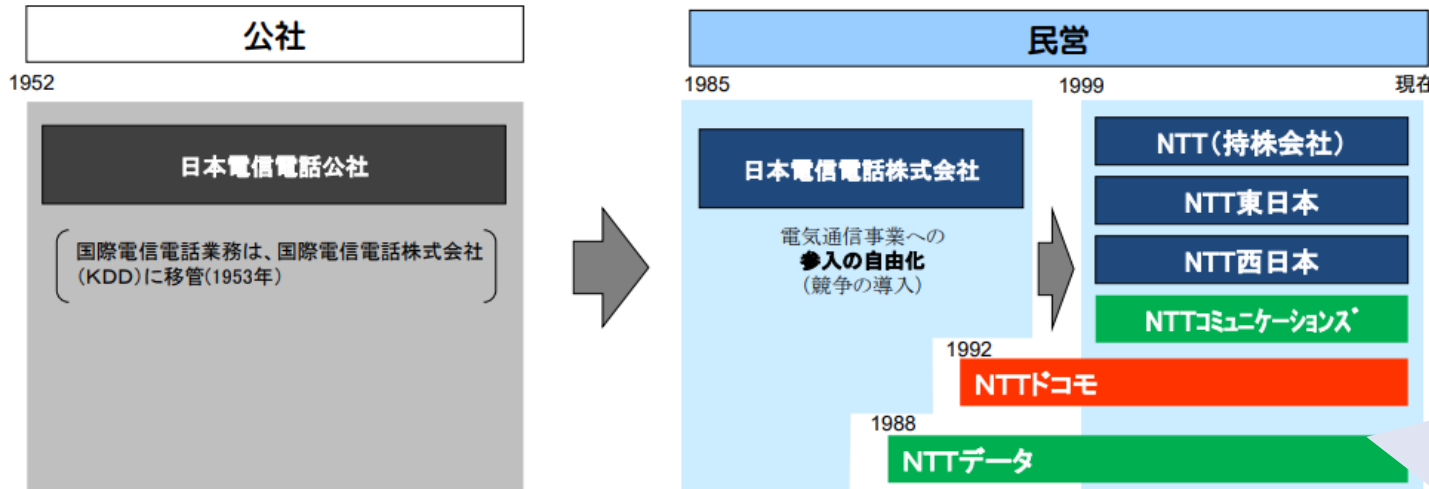 公社
1952
日本電信電話公社
国際電信電話業務は、国際電信電話株式会社
(KDD)に移管(1953年)
民営
1985
1999
現在
日本電信電話株式会社
電気通信事業への
参入の自由化
(競争の導入)
NTT(持株会社)
NTT東日本
NTT西日本
NTTコミュニケーションズ
1992
NTTドコモ
1988
NTTデータ